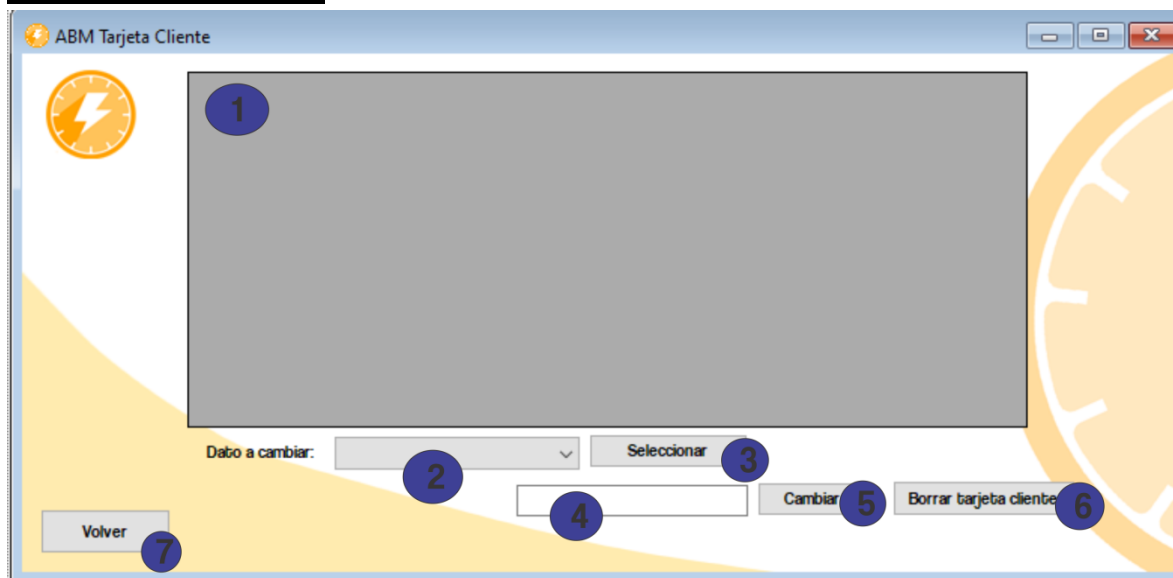 ABM Tarjeta Cliente
1
Dato a cambiar:
2
Seleccionar
3
4
Cambiar
5
Borrar tarjeta cliente
6
Volver
7